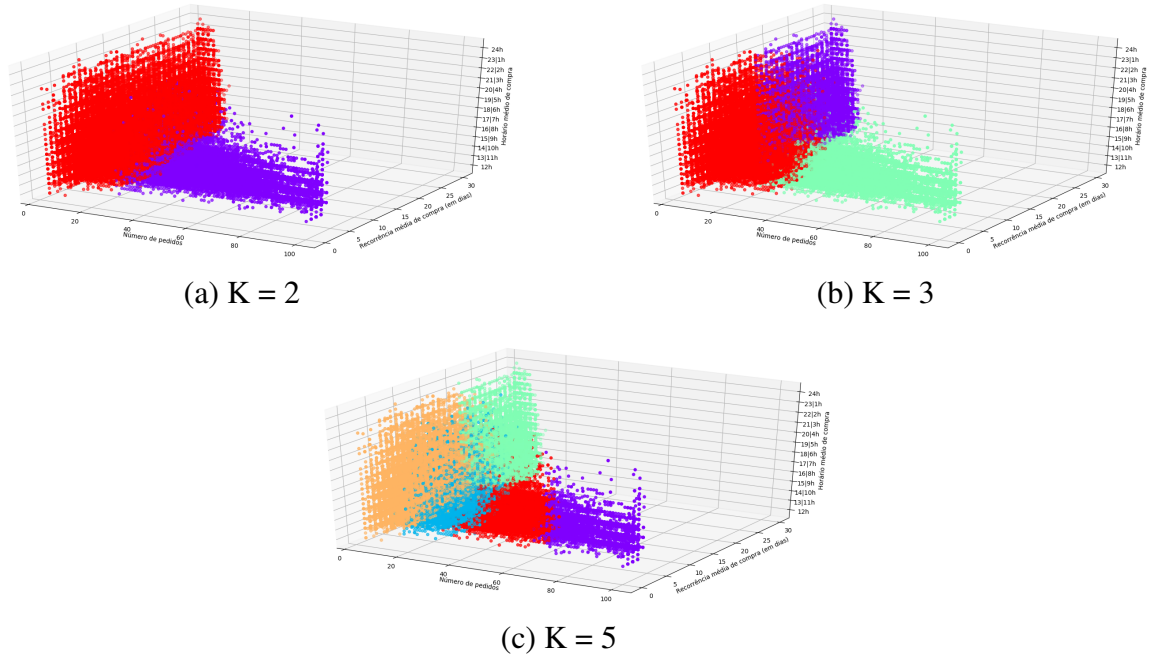 24h
23|1h
22|2h
21|3h
20|4h
19|5h
18|6h
17|7h
16|8h
15|9h
14|10h
13|11h
12h
Horário médio de compra
30
25
20
15
10
5
0
Recorrência média de compra (em dias)
0
20
40
60
80
100
Número de pedidos
(a) K = 2
24h
23|1h
22|2h
21|3h
20|4h
19|5h
18|6h
17|7h
16|8h
15|9h
14|10h
13|11h
12h
Horário médio de compra
30
25
20
15
10
5
0
Recorrência média de compra (em dias)
0
20
40
60
80
100
Número de pedidos
(b) K = 3
24h
23|1h
22|2h
21|3h
20|4h
19|5h
18|6h
17|7h
16|8h
15|9h
14|10h
13|11h
12h
Horário médio de compra
30
25
20
15
10
5
0
Recorrência média de compra (em dias)
0
20
40
60
80
100
Número de pedidos
(c) K = 5